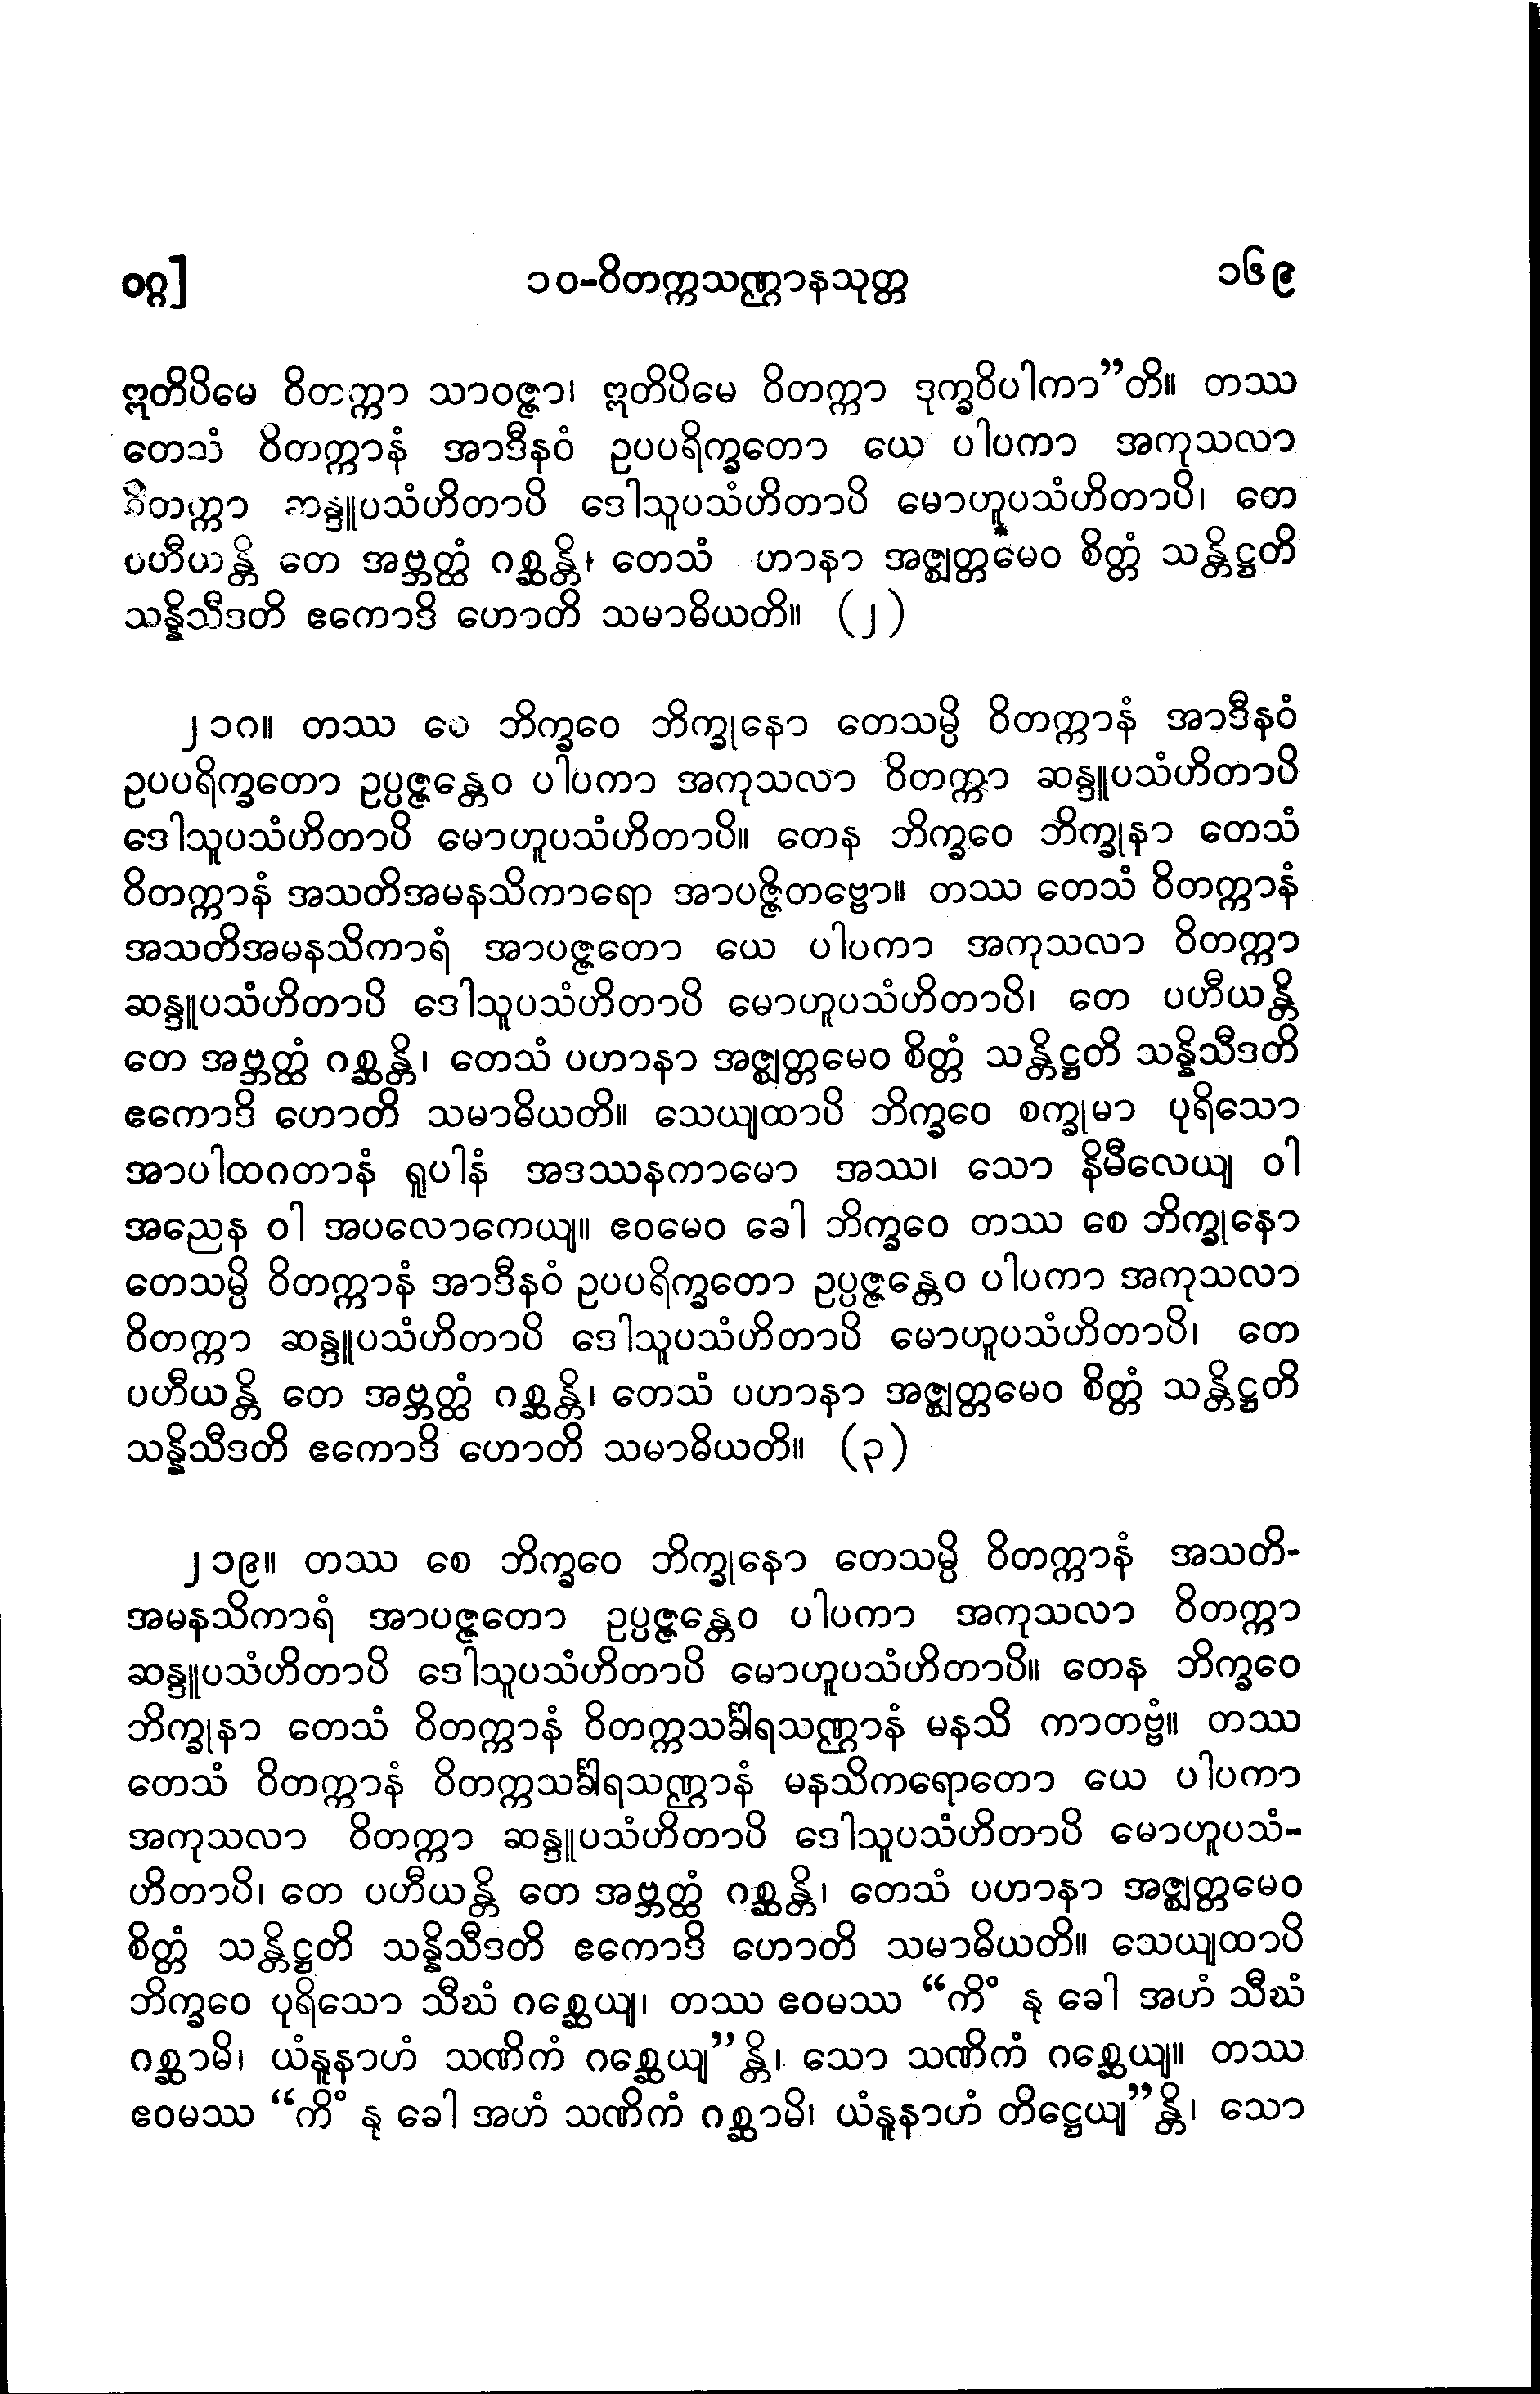 ဝဂ္ဂ] ၁၀-ဝိတက္ကသဏ္ဌာနသုတ္တ ၁၆၉
ဣတိပိမေ ဝိတက္ကာ သာဝဇ္ဇာ၊ ဣတိပိမေ ဝိတက္ကာ ဒုက္ခဝိပါကာ”တိ။ တဿ
တေသံ ဝိတက္ကာနံ အာဒီနဝံ ဥပပရိက္ခတော ယေ ပါပကာ အကုသလာ
ဝိတက္ကာ ဆန္ဒူပသံဟိတာပိ ဒေါသူပသံဟိတာပိ မောဟူပသံဟိတာပိ၊ တေ
ပဟီယန္တိ တေ အဗ္ဘတ္ထံ ဂစ္ဆန္တိ၊ တေသံ ပဟာနာ အဇ္ဈတ္တမေဝ စိတ္တံ သန္တိဋ္ဌတိ
သန္နိသီဒတိ ဧကောဒိ ဟောတိ သမာဓိယတိ။ (၂)
၂၁၈။ တဿ စေ ဘိက္ခဝေ ဘိက္ခုနော တေသမ္ပိ ဝိတက္ကာနံ အာဒီနဝံ
ဥပပရိက္ခတော ဥပ္ပဇ္ဇန္တေဝ ပါပကာ အကုသလာ ဝိတက္ကာ ဆန္ဒူပသံဟိတာပိ
ဒေါသူပသံဟိတာပိ မောဟူပသံဟိတာပိ။ တေန ဘိက္ခဝေ ဘိက္ခုနာ တေသံ
ဝိတက္ကာနံ အသတိအမနသိကာရော အာပဇ္ဇိတဗ္ဗော။ တဿ တေသံ ဝိတက္ကာနံ
အသတိအမနသိကာရံ အာပဇ္ဇတော ယေ ပါပကာ အကုသလာ ဝိတက္ကာ
ဆန္ဒူပသံဟိတာပိ ဒေါသူပသံဟိတာပိ မောဟူပသံဟိတာပိ၊ တေ ပဟီယန္တိ
တေ အဗ္ဘတ္ထံ ဂစ္ဆန္တိ၊ တေသံ ပဟာနာ အဇ္ဈတ္တမေဝ စိတ္တံ သန္တိဋ္ဌတိ သန္နိသီဒတိ
ဧကောဒိ ဟောတိ သမာဓိယတိ။ သေယျထာပိ ဘိက္ခဝေ စက္ခုမာ ပုရိသော
အာပါထဂတာနံ ရူပါနံ အဒဿနကာမော အဿ၊ သော နိမီလေယျ ဝါ
အညေန ဝါ အပလောကေယျ။ ဧဝမေဝ ခေါ ဘိက္ခဝေ တဿ စေ ဘိက္ခုနော
တေသမ္ပိ ဝိတက္ကာနံ အာဒီနဝံ ဥပပရိက္ခတော ဥပ္ပဇ္ဇန္တေဝ ပါပကာ အကုသလာ
ဝိတက္ကာ ဆန္ဒူပသံဟိတာပိ ဒေါသူပသံဟိတာပိ မောဟူပသံဟိတာပိ၊ တေ
ပဟီယန္တိ တေ အဗ္ဘတ္ထံ ဂစ္ဆန္တိ၊ တေသံ ပဟာနာ အဇ္ဈတ္တမေဝ စိတ္တံ သန္တိဋ္ဌတိ
သန္နိသီဒတိ ဧကောဒိ ဟောတိ သမာဓိယတိ။ (၃)
၂၁၉။ တဿ စေ ဘိက္ခဝေ ဘိက္ခုနော တေသမ္ပိ ဝိတက္ကာနံ အသတိ-
အမနသိကာရံ အာပဇ္ဇတော ဥပ္ပဇ္ဇန္တေဝ ပါပကာ အကုသလာ ဝိတက္ကာ
ဆန္ဒူပသံဟိတာပိ ဒေါသူပသံဟိတာပိ မောဟူပသံဟိတာပိ။ တေန ဘိက္ခဝေ
ဘိက္ခုနာ တေသံ ဝိတက္ကာနံ ဝိတက္ကသင်္ခါရသဏ္ဌာနံ မနသိ ကာတဗ္ဗံ။ တဿ
တေသံ ဝိတက္ကာနံ ဝိတက္ကသင်္ခါရသဏ္ဌာနံ မနသိကရောတော ယေ ပါပကာ
အကုသလာ ဝိတက္ကာ ဆန္ဒူပသံဟိတာပိ ဒေါသူပသံဟိတာပိ မောဟူပသံ-
ဟိတာပိ၊ တေ ပဟီယန္တိ တေ အဗ္ဘတ္ထံ ဂစ္ဆန္တိ၊ တေသံ ပဟာနာ အဇ္ဈတ္တမေဝ
စိတ္တံ သန္တိဋ္ဌတိ သန္နိသီဒတိ ဧကောဒိ ဟောတိ သမာဓိယတိ။ သေယျထာပိ
ဘိက္ခဝေ ပုရိသော သီဃံ ဂစ္ဆေယျ၊ တဿ ဧဝမဿ “ကိံ နု ခေါ အဟံ သီဃံ
ဂစ္ဆာမိ၊ ယံနူနာဟံ သဏိကံ ဂစ္ဆေယျ”န္တိ၊ သော သဏိကံ ဂစ္ဆေယျ။ တဿ
ဧဝမဿ “ကိံ နု ခေါ အဟံ သဏိကံ ဂစ္ဆာမိ၊ ယံနူနာဟံ တိဋ္ဌေယျ”န္တိ၊ သော